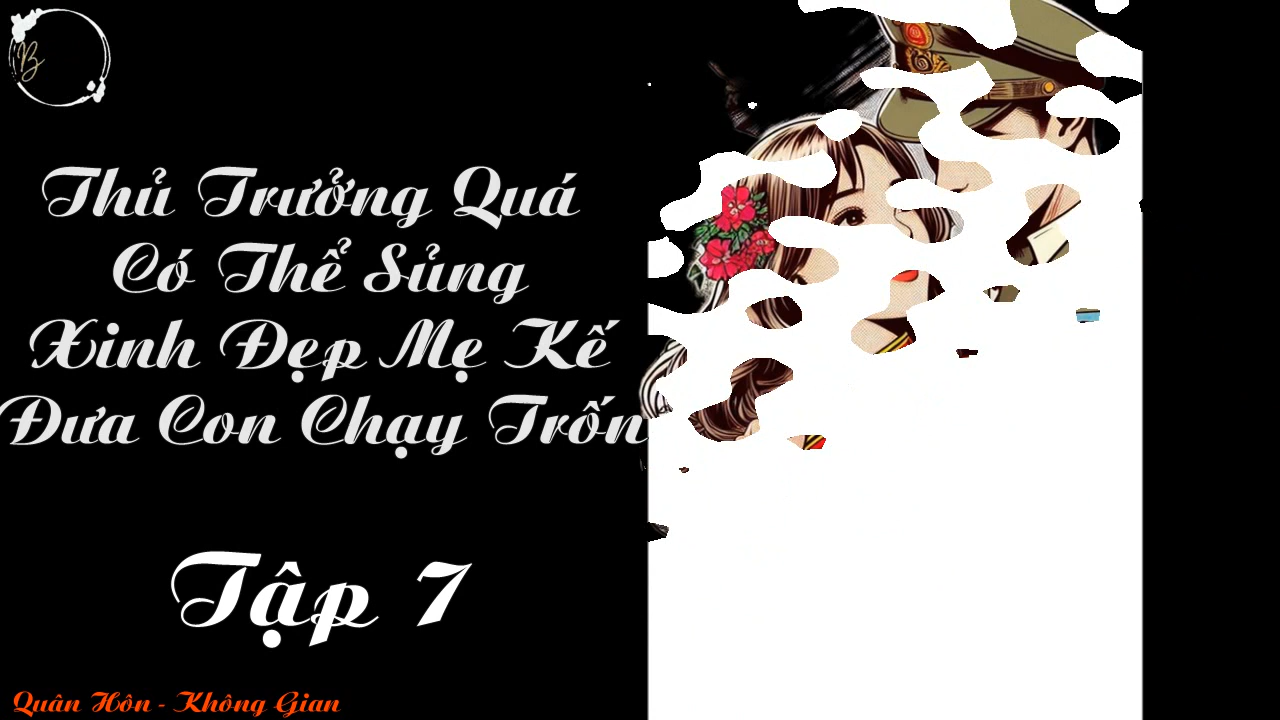 B
Thủ Trưởng Quá
Có Thể Sủng
Xinh Đẹp Mẹ Kế
Đưa Con Chạy Trốn
Tập 7
Quân Hôn - Không Gian